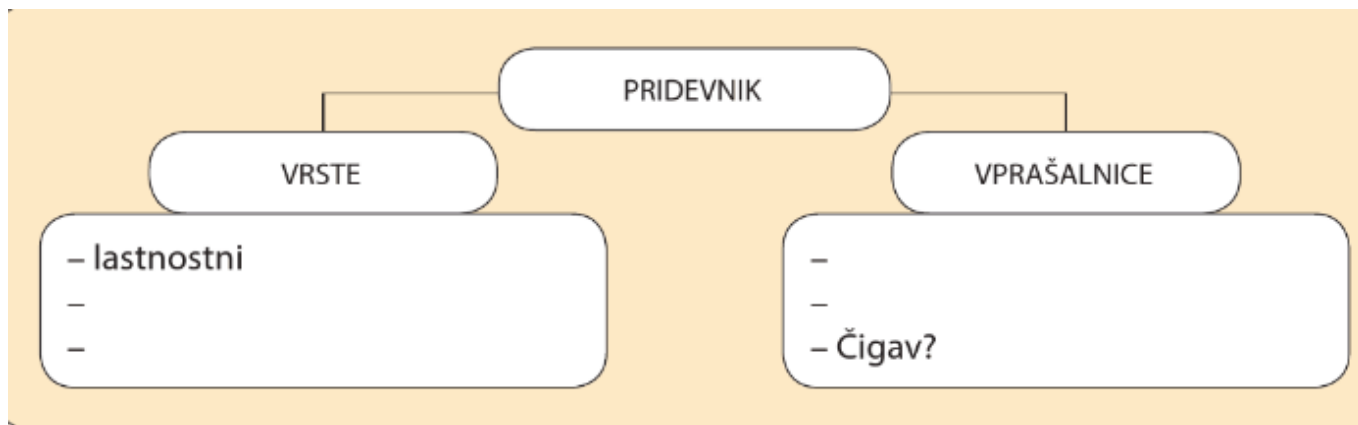 PRIDEVNIK
VRSTE
– lastnostni
–
–
VPRAŠALNICE
–
–
– Čigav?